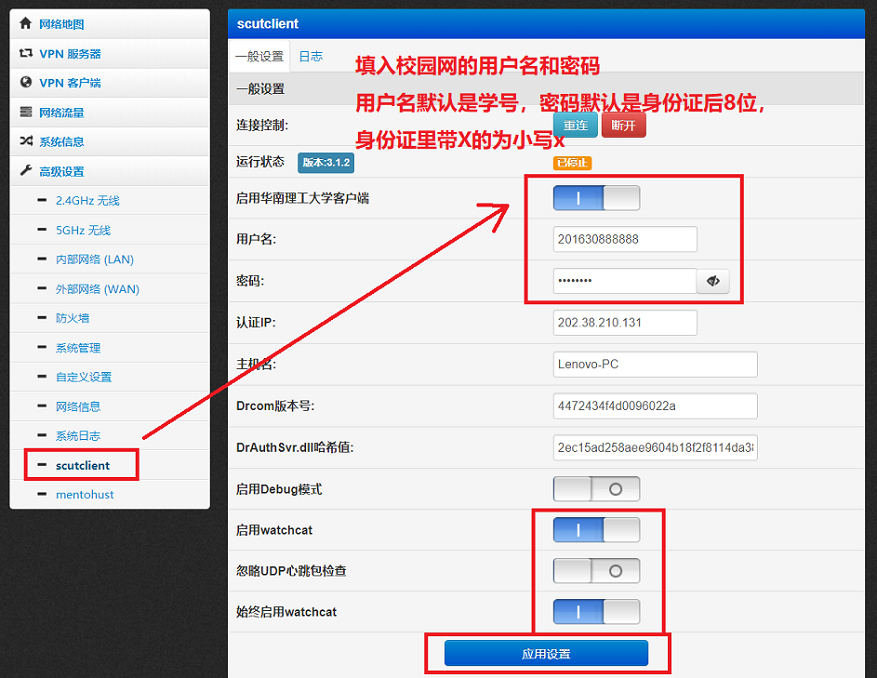 网络地图
VPN 服务器
VPN 客户端
网络流量
系统信息
高级设置
2.4GHz 无线
5GHz 无线
内部网络 (LAN)
外部网络 (WAN)
防火墙
系统管理
自定义设置
网络信息
系统日志
scutclient
mentohust
scutclient
一般设置 日志
填入校园网的用户名和密码
用户名默认是学号，密码默认是身份证后8位，
身份证里带X的为小写x
一般设置
连接控制: 重连 断开
运行状态 版本:3.1.2 已停止
启用华南理工大学客户端
用户名: 201630888888
密码: ••••••••
认证IP: 202.38.210.131
主机名: Lenovo-PC
Drcom版本号: 4472434f4d0096022a
DrAuthSvr.dll哈希值: 2ec15ad258aee9604b18f2f8114da38
启用Debug模式
启用watchcat
忽略UDP心跳包检查
始终启用watchcat
应用设置